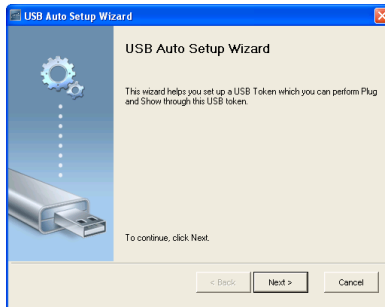 USB Auto Setup Wizard
USB Auto Setup Wizard
This wizard helps you set up a USB Token which you can perform Plug
and Show through this USB token.
To continue, click Next.
< Back
Next >
Cancel